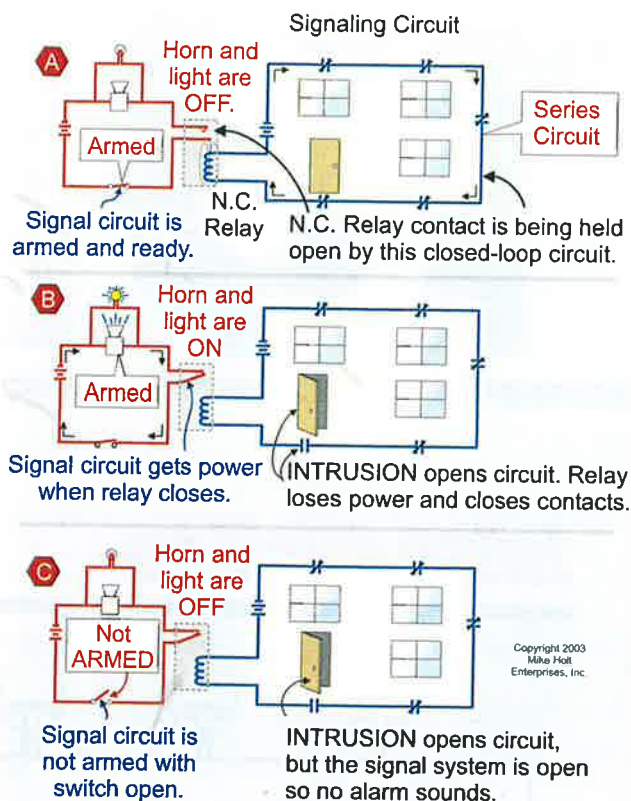 Signaling Circuit
A
Horn and
light are
OFF.
Armed
Series
Circuit
Signal circuit is
armed and ready.
N.C.
Relay
N.C. Relay contact is being held
open by this closed-loop circuit.
B
Horn and
light are
ON
Armed
Signal circuit gets power
when relay closes.
INTRUSION opens circuit. Relay
loses power and closes contacts.
C
Horn and
light are
OFF
Not
ARMED
Copyright 2003
Mike Holt
Enterprises, Inc.
Signal circuit is
not armed with
switch open.
INTRUSION opens circuit,
but the signal system is open
so no alarm sounds.